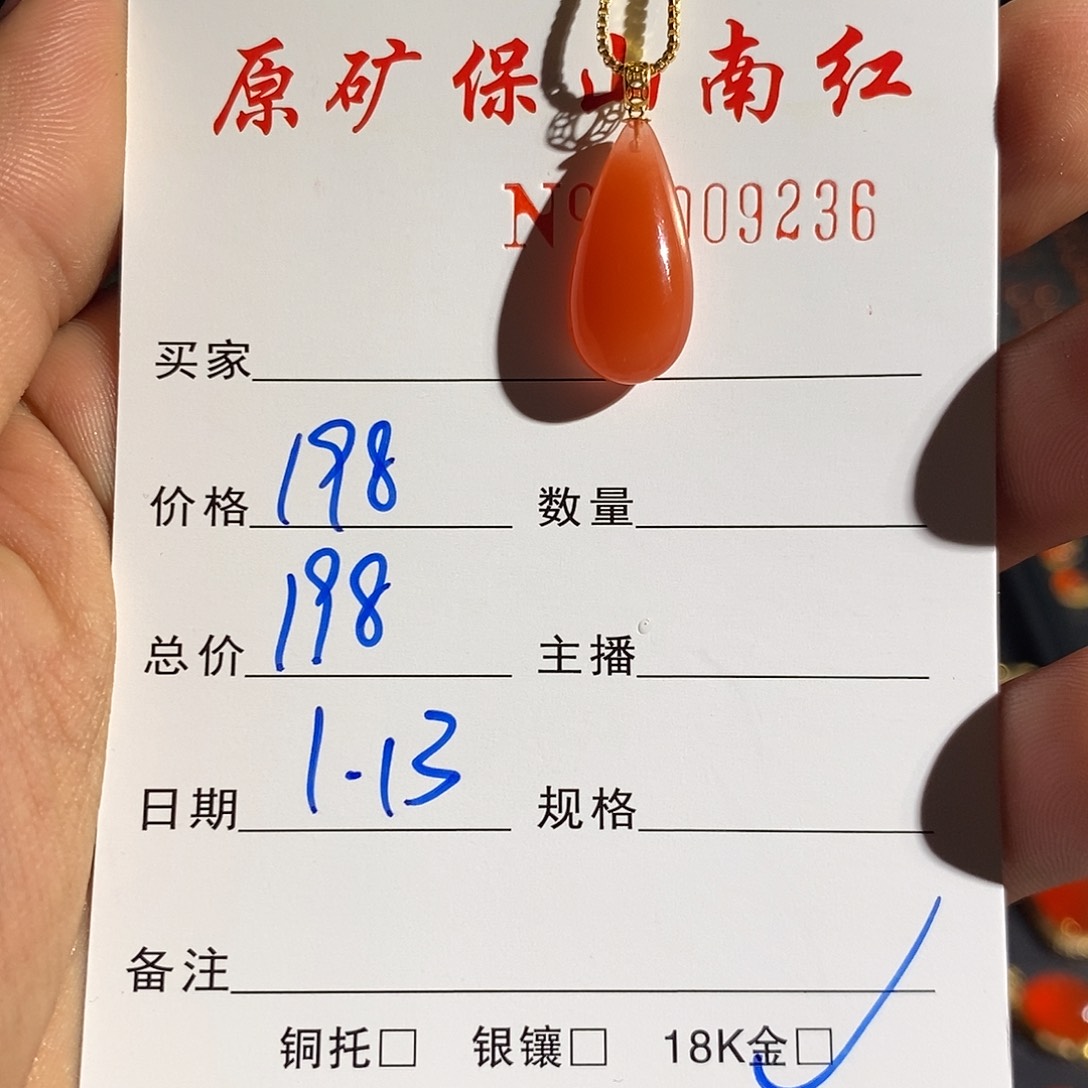 原矿保山南红
No 009236
买家
价格 198 数量
总价 198 主播
日期 1-13 规格
备注
铜托□ 银镶□ 18K金□✓